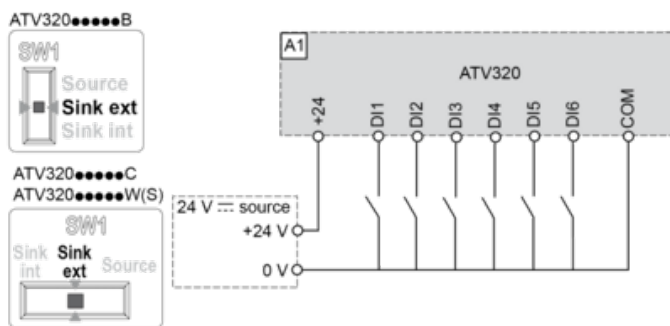 ATV320●●●●●B
SW1
Source
Sink ext
Sink int
ATV320●●●●●C
ATV320●●●●●W(S)
SW1
Sink int
Sink ext
Source
A1
ATV320
+24
DI1
DI2
DI3
DI4
DI5
DI6
COM
24 V ⎓ source
+24 V
0 V